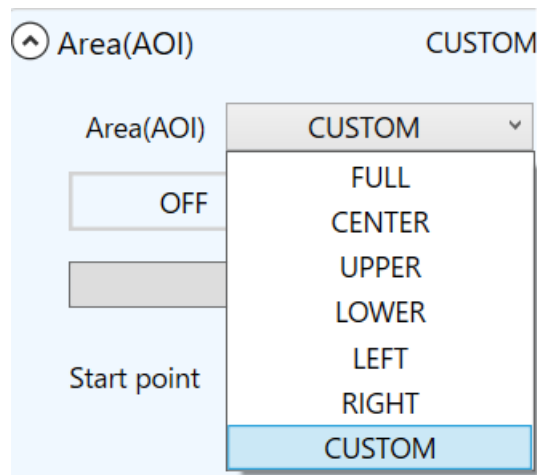 Area(AOI) CUSTOM
Area(AOI) CUSTOM
FULL
OFF
CENTER
UPPER
LOWER
LEFT
Start point
RIGHT
CUSTOM